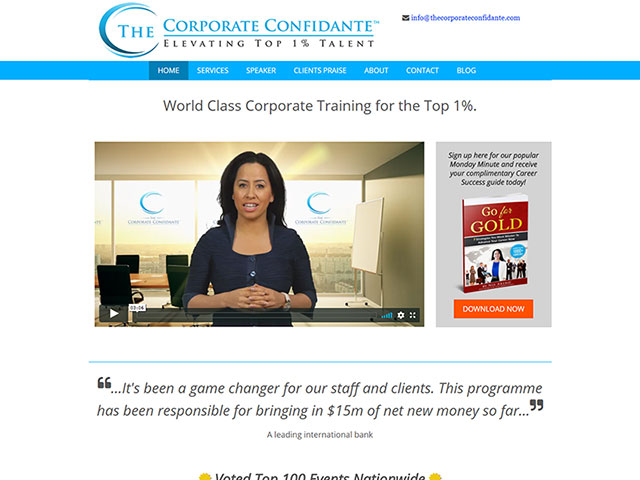 THE CORPORATE CONFIDANTE™
ELEVATING TOP 1% TALENT
info@thecorporateconfidante.com
HOME SERVICES SPEAKER CLIENTS PRAISE ABOUT CONTACT BLOG
World Class Corporate Training for the Top 1%.
CORPORATE CONFIDANTE
CORPORATE CONFIDANTE
03:06
Sign up here for our popular
Monday Minute and receive
your complimentary Career
Success guide today!
Go for
GOLD
DOWNLOAD NOW
“...It's been a game changer for our staff and clients. This programme
has been responsible for bringing in $15m of net new money so far...”
A leading international bank
Voted Top 100 Events Nationwide